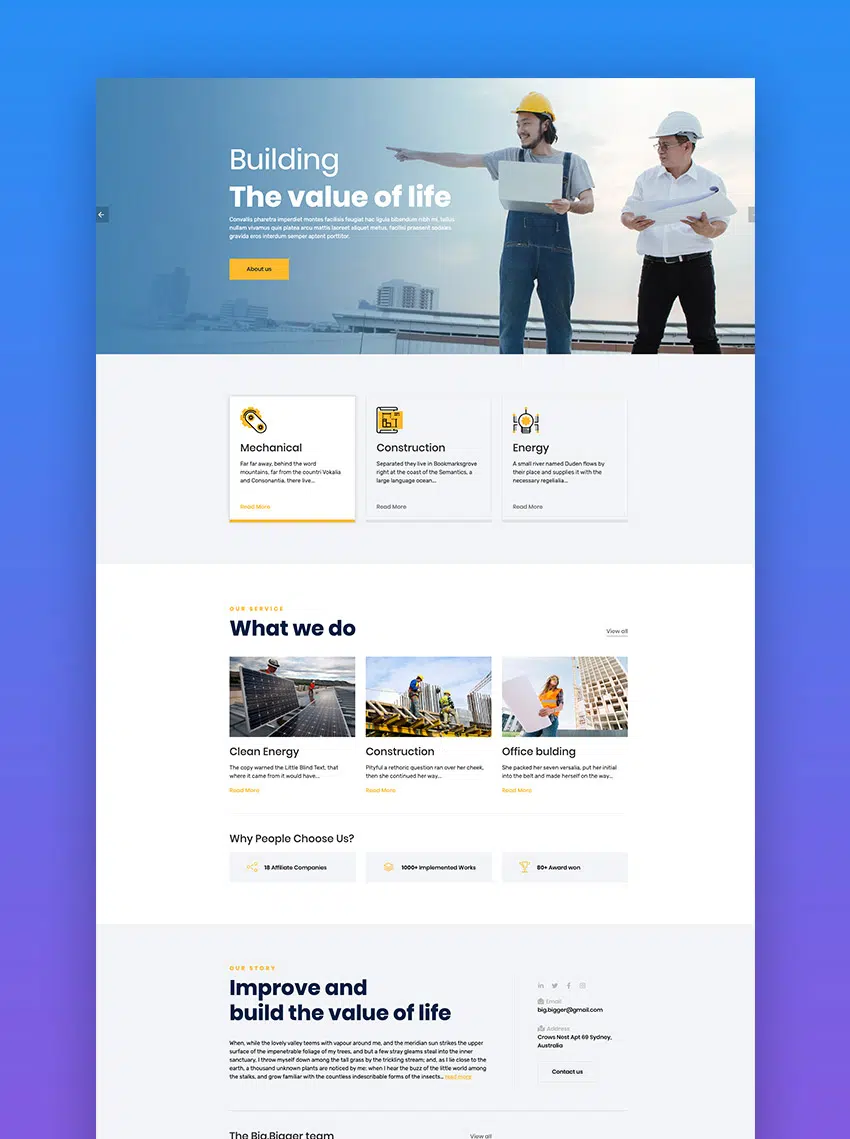 Building
The value of life
Convallis pharetra imperdiet montes facilisis feugiat hac ligula bibendum nibh mi, tellus
nullam vivamus quis platea arcu mattis laoreet aliquet metus, facilisi praesent sodales
gravida eros interdum semper aptent porttitor.
About us
Mechanical
Far far away, behind the word
mountains, far from the countri Vokalia
and Consonantia, there live...
Read More
Construction
Separated they live in Bookmarksgrove
right at the coast of the Semantics, a
large language ocean...
Read More
Energy
A small river named Duden flows by
their place and supplies it with the
necessary regelialia...
Read More
OUR SERVICE
What we do
View all
Clean Energy
The copy warned the Little Blind Text, that
where it came from it would have...
Read More
Construction
Pityful a rethoric question ran over her cheek,
then she continued her way...
Read More
Office bulding
She packed her seven versalia, put her initial
into the belt and made herself on the way...
Read More
Why People Choose Us?
18 Affiliate Companies
1000+ Implemented Works
80+ Award won
OUR STORY
Improve and
build the value of life
When, while the lovely valley teems with vapour around me, and the meridian sun strikes the upper
surface of the impenetrable foliage of my trees, and but a few stray gleams steal into the inner
sanctuary, I throw myself down among the tall grass by the trickling stream; and, as I lie close to the
earth, a thousand unknown plants are noticed by me: when I hear the buzz of the little world among
the stalks, and grow familiar with the countless indescribable forms of the insects... read more
Email
big.bigger@gmail.com
Address
Crows Nost Apt 69 Sydney,
Australia
Contact us
The Big.Bigger team
View all